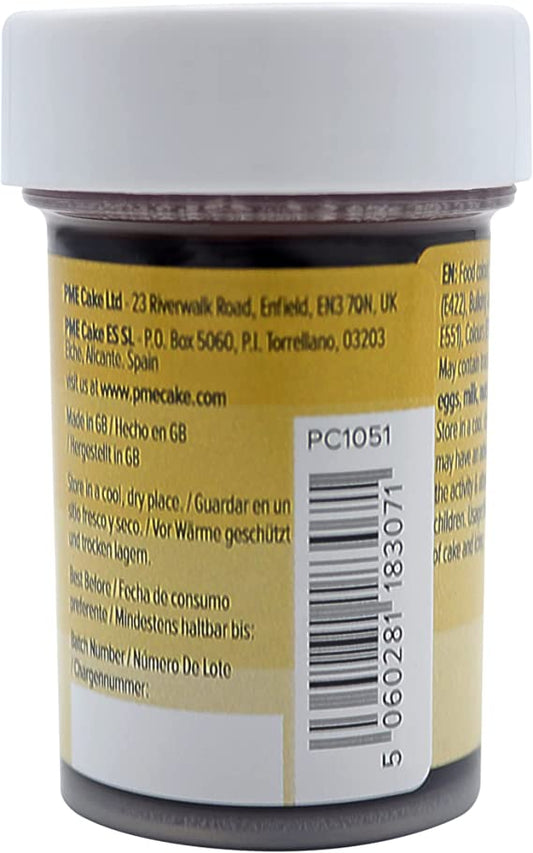 PME Cake Ltd - 23 Riverwalk Road, Enfield, EN3 7QN, UK
PME Cake ES SL - P.O. Box 5060, P.I. Torrellano, 03203
Elche, Alicante, Spain
visit us at www.pmecake.com
Made in GB / Hecho en GB
/ Hergestellt in GB
Store in a cool, dry place. / Guardar en un
sitio fresco y seco. / Vor Wärme geschützt
und trocken lagern.
Best Before / Fecha de consumo
preferente / Mindestens haltbar bis:
Batch Number / Número De Lote
/ Chargennummer:
PC1051
5 060281 183071
EN: Food
(E422),
E551),
May contain
eggs, milk,
Store in a cool,
may have an
the activity &
children.
of cake and